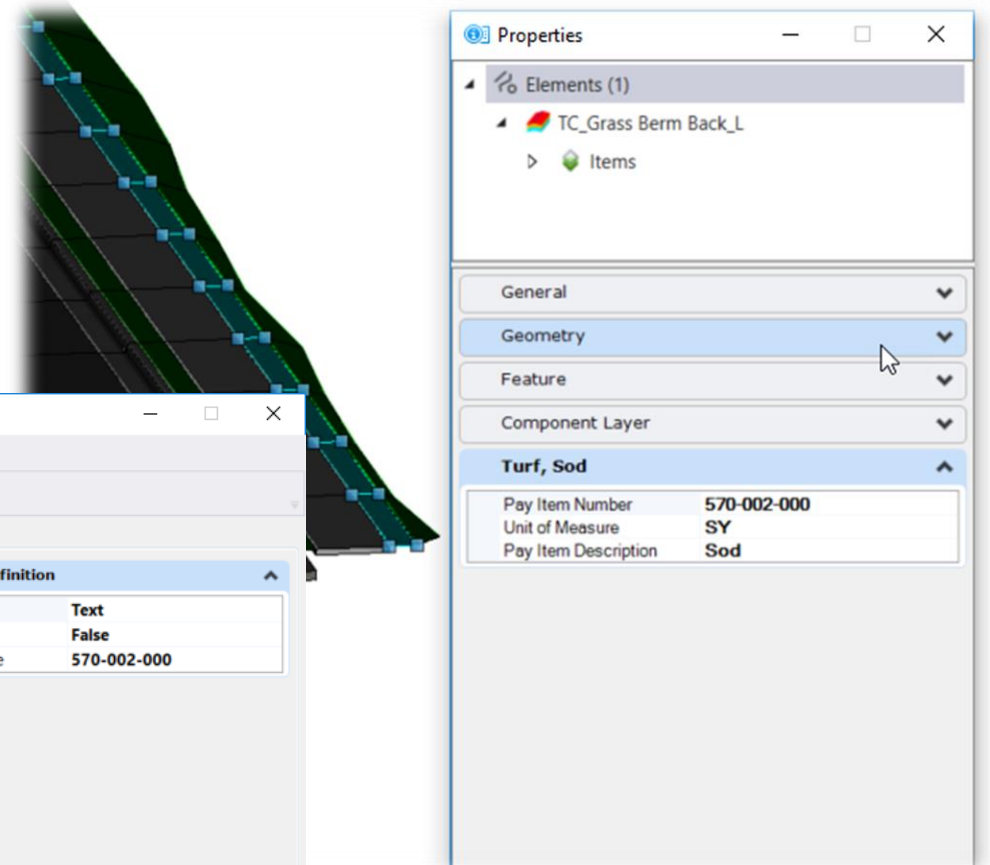 Properties
Elements (1)
TC_Grass Berm Back_L
Items
General
Geometry
Feature
Component Layer
Turf, Sod
Pay Item Number 570-002-000
Unit of Measure SY
Pay Item Description Sod
finition
Text
False
e 570-002-000